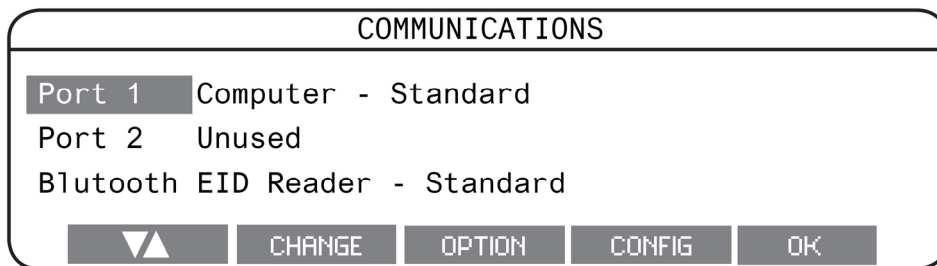 COMMUNICATIONS
Port 1 Computer - Standard
Port 2 Unused
Blutooth EID Reader - Standard
CHANGE OPTION CONFIG OK